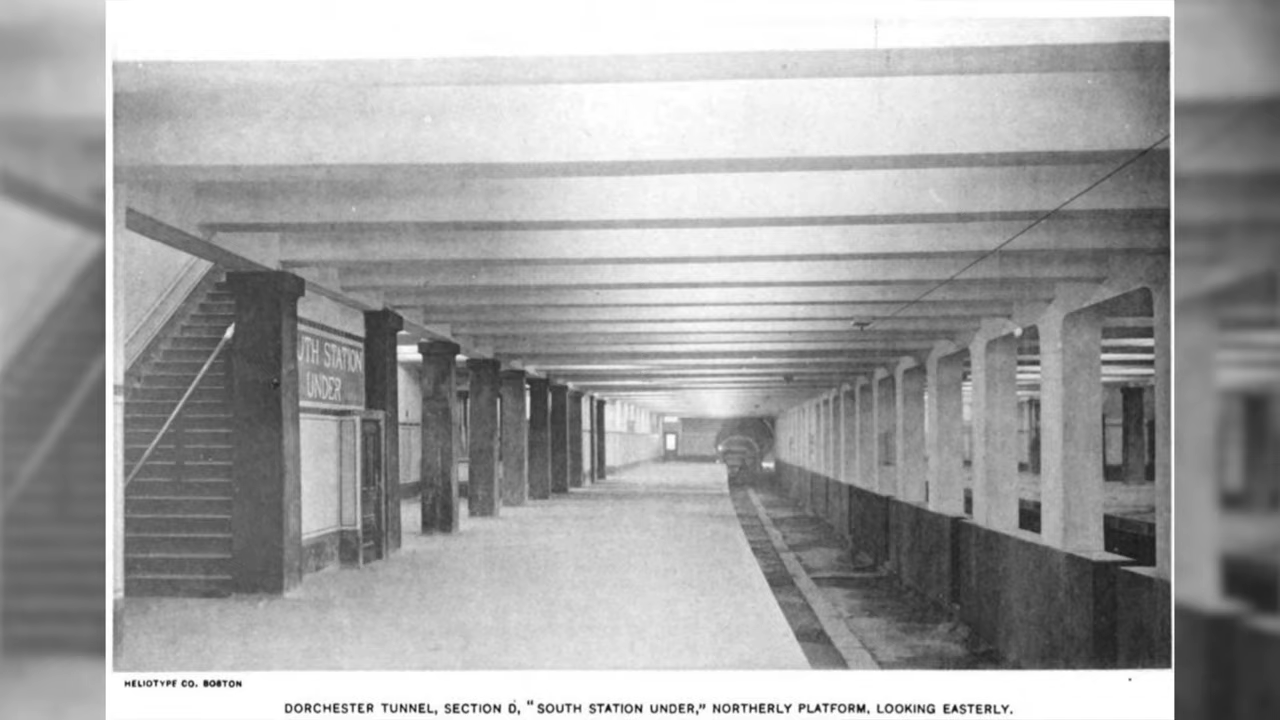 UTH STATION
UNDER
HELIOTYPE CO. BOSTON
DORCHESTER TUNNEL, SECTION D, "SOUTH STATION UNDER," NORTHERLY PLATFORM, LOOKING EASTERLY.